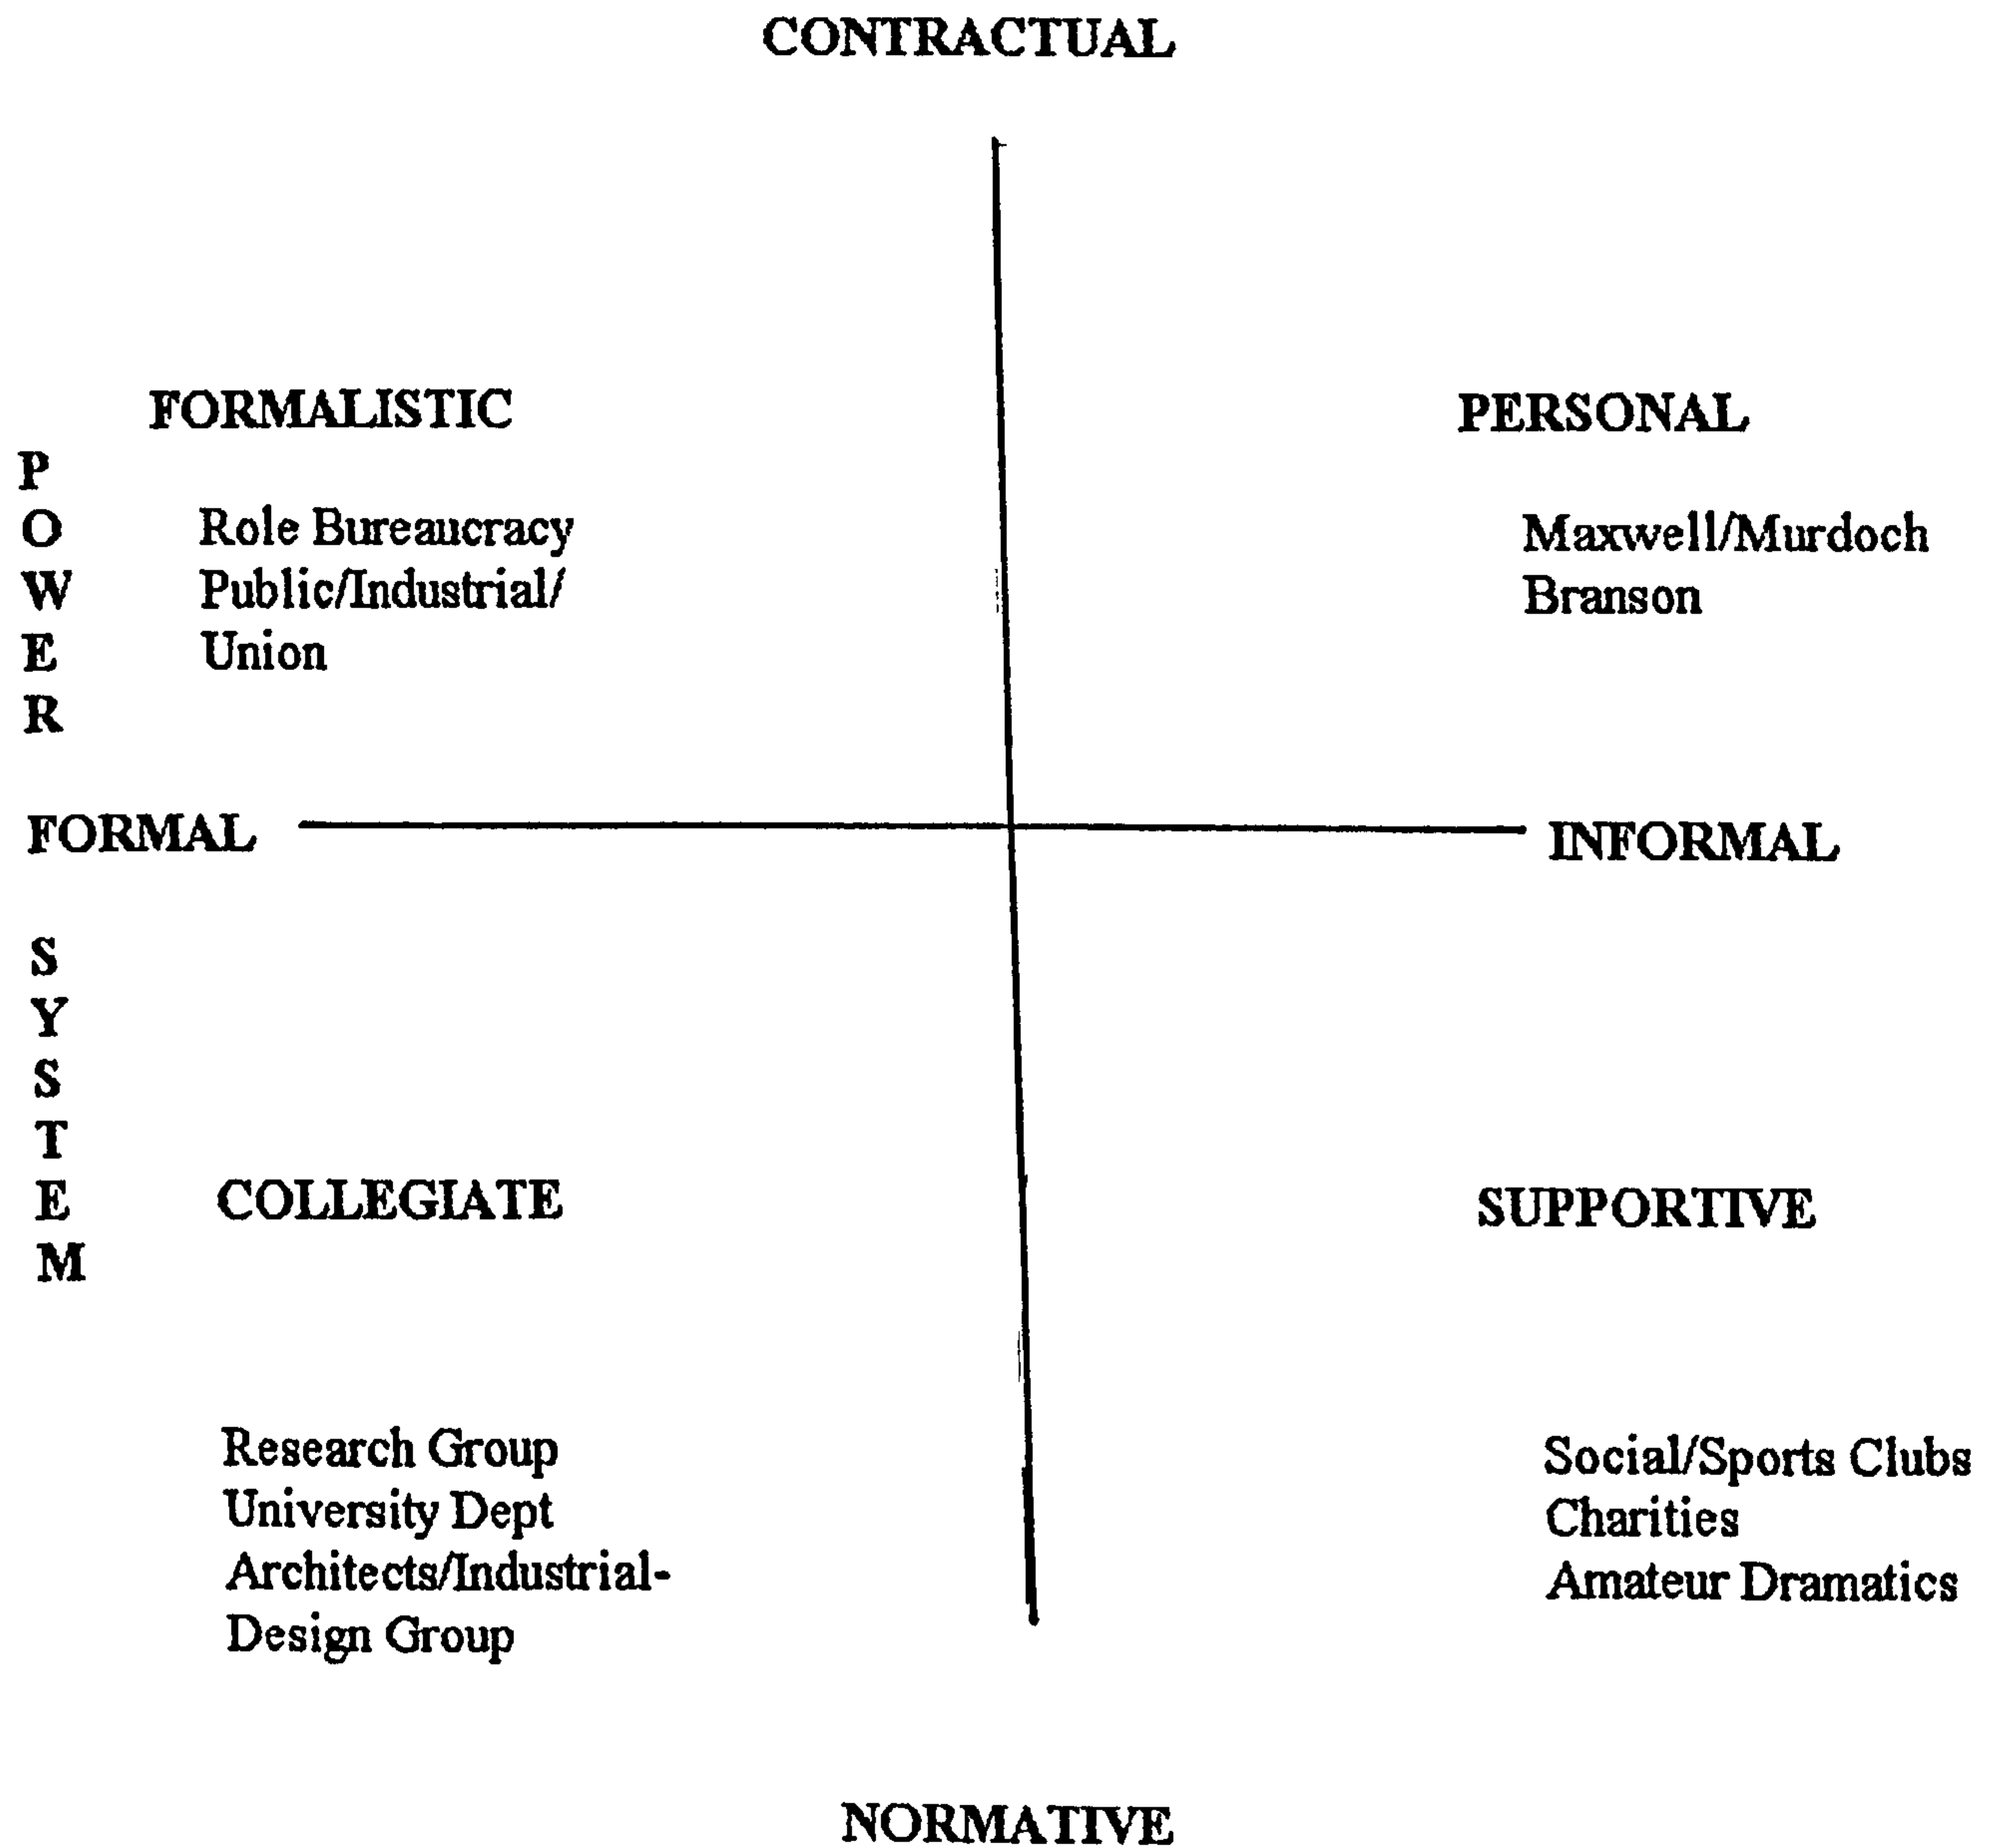 CONTRACTUAL
FORMALISTIC
PERSONAL
P
O
W
E
R
Role Bureaucracy
Public/Industrial/
Union
Maxwell/Murdoch
Branson
FORMAL
INFORMAL
S
Y
S
T
E
M
COLLEGIATE
SUPPORTIVE
Research Group
University Dept
Architects/Industrial-
Design Group
Social/Sports Clubs
Charities
Amateur Dramatics
NORMATIVE